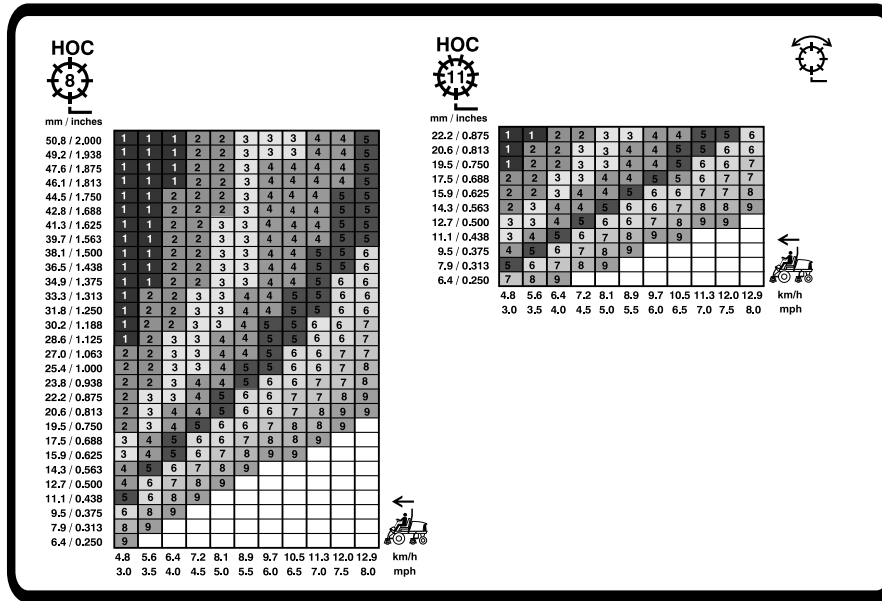 HOC
8
mm / inches
50.8 / 2.000 1 1 1 2 2 3 3 3 4 4 5
49.2 / 1.938 1 1 1 2 2 3 3 3 4 4 5
47.6 / 1.875 1 1 1 2 2 3 4 4 4 4 5
46.1 / 1.813 1 1 1 2 2 3 4 4 4 4 5
44.5 / 1.750 1 1 2 2 2 3 4 4 4 5 5
42.8 / 1.688 1 1 2 2 2 3 4 4 4 5 5
41.3 / 1.625 1 1 2 2 3 3 4 4 4 5 5
39.7 / 1.563 1 1 2 2 3 3 4 4 4 5 5
38.1 / 1.500 1 1 2 2 3 3 4 4 5 5 6
36.5 / 1.438 1 1 2 2 3 3 4 4 5 5 6
34.9 / 1.375 1 1 2 2 3 3 4 4 5 6 6
33.3 / 1.313 1 2 2 3 3 4 4 5 5 6 6
31.8 / 1.250 1 2 2 3 3 4 4 5 5 6 6
30.2 / 1.188 1 2 2 3 3 4 5 5 6 6 7
28.6 / 1.125 1 2 3 3 4 4 5 5 6 6 7
27.0 / 1.063 2 2 3 3 4 4 5 6 6 7 7
25.4 / 1.000 2 2 3 3 4 5 5 6 6 7 8
23.8 / 0.938 2 2 3 4 4 5 6 6 7 7 8
22.2 / 0.875 2 3 3 4 5 6 6 7 7 8 9
20.6 / 0.813 2 3 4 4 5 6 6 7 8 9 9
19.5 / 0.750 2 3 4 5 6 6 7 8 8 9
17.5 / 0.688 3 4 5 6 6 7 8 8 9
15.9 / 0.625 3 4 5 6 7 8 9 9
14.3 / 0.563 4 5 6 7 8 9
12.7 / 0.500 4 6 7 8 9
11.1 / 0.438 5 6 8 9
9.5 / 0.375 6 8 9
7.9 / 0.313 8 9
6.4 / 0.250 9
4.8 5.6 6.4 7.2 8.1 8.9 9.7 10.5 11.3 12.0 12.9 km/h
3.0 3.5 4.0 4.5 5.0 5.5 6.0 6.5 7.0 7.5 8.0 mph
HOC
11
mm / inches
22.2 / 0.875 1 1 2 2 3 3 4 4 5 5 6
20.6 / 0.813 1 2 2 3 3 4 4 5 5 6 6
19.5 / 0.750 1 2 2 3 3 4 4 5 6 6 7
17.5 / 0.688 2 2 3 3 4 4 5 5 6 7 7
15.9 / 0.625 2 2 3 4 4 5 6 6 7 7 8
14.3 / 0.563 2 3 4 4 5 6 6 7 8 8 9
12.7 / 0.500 3 3 4 5 6 6 7 8 9 9
11.1 / 0.438 3 4 5 6 7 8 9 9
9.5 / 0.375 4 5 6 7 8 9
7.9 / 0.313 5 6 7 8 9
6.4 / 0.250 7 8 9
4.8 5.6 6.4 7.2 8.1 8.9 9.7 10.5 11.3 12.0 12.9 km/h
3.0 3.5 4.0 4.5 5.0 5.5 6.0 6.5 7.0 7.5 8.0 mph